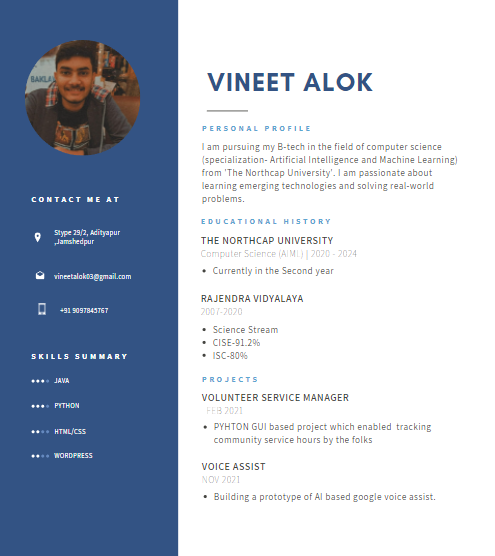 BAKLA
CONTACT ME AT
Stype 29/2, Adityapur
,Jamshedpur
vineetalok03@gmail.com
+91 9097845767
SKILLS SUMMARY
JAVA
PYTHON
HTML/CSS
WORDPRESS
VINEET ALOK
PERSONAL PROFILE
I am pursuing my B-tech in the field of computer science
(specialization- Artificial Intelligence and Machine Learning)
from 'The Northcap University'. I am passionate about
learning emerging technologies and solving real-world
problems.
EDUCATIONAL HISTORY
THE NORTHCAP UNIVERSITY
Computer Science (AIML) | 2020 - 2024
• Currently in the Second year
RAJENDRA VIDYALAYA
2007-2020
• Science Stream
• CISE-91.2%
• ISC-80%
PROJECTS
VOLUNTEER SERVICE MANAGER
FEB 2021
• PYHTON GUI based project which enabled tracking
community service hours by the folks
VOICE ASSIST
NOV 2021
• Building a prototype of AI based google voice assist.